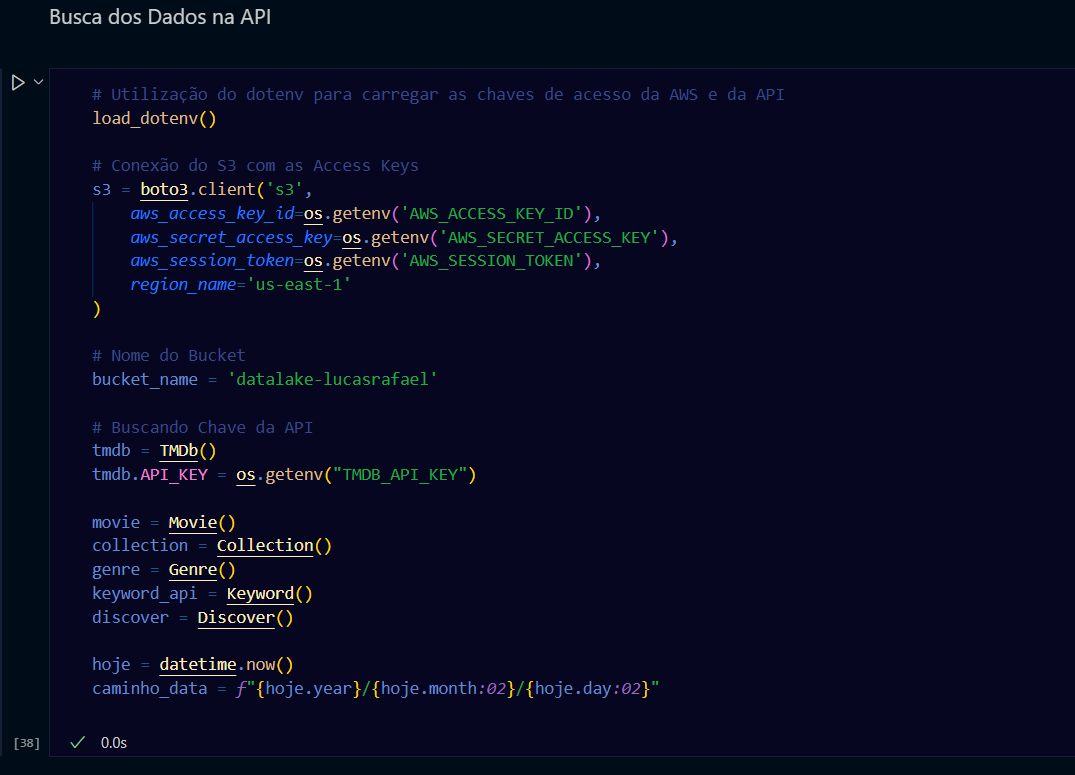 Busca dos Dados na API
# Utilização do dotenv para carregar as chaves de acesso da AWS e da API
load_dotenv()
# Conexão do S3 com as Access Keys
s3 = boto3.client('s3',
aws_access_key_id=os.getenv('AWS_ACCESS_KEY_ID'),
aws_secret_access_key=os.getenv('AWS_SECRET_ACCESS_KEY'),
aws_session_token=os.getenv('AWS_SESSION_TOKEN'),
region_name='us-east-1'
)
# Nome do Bucket
bucket_name = 'datalake-lucasrafael'
# Buscando Chave da API
tmdb = TMDb()
tmdb.API_KEY = os.getenv("TMDB_API_KEY")
movie = Movie()
collection = Collection()
genre = Genre()
keyword_api = Keyword()
discover = Discover()
hoje = datetime.now()
caminho_data = f"{hoje.year}/{hoje.month:02}/{hoje.day:02}"
[38] ✓ 0.0s